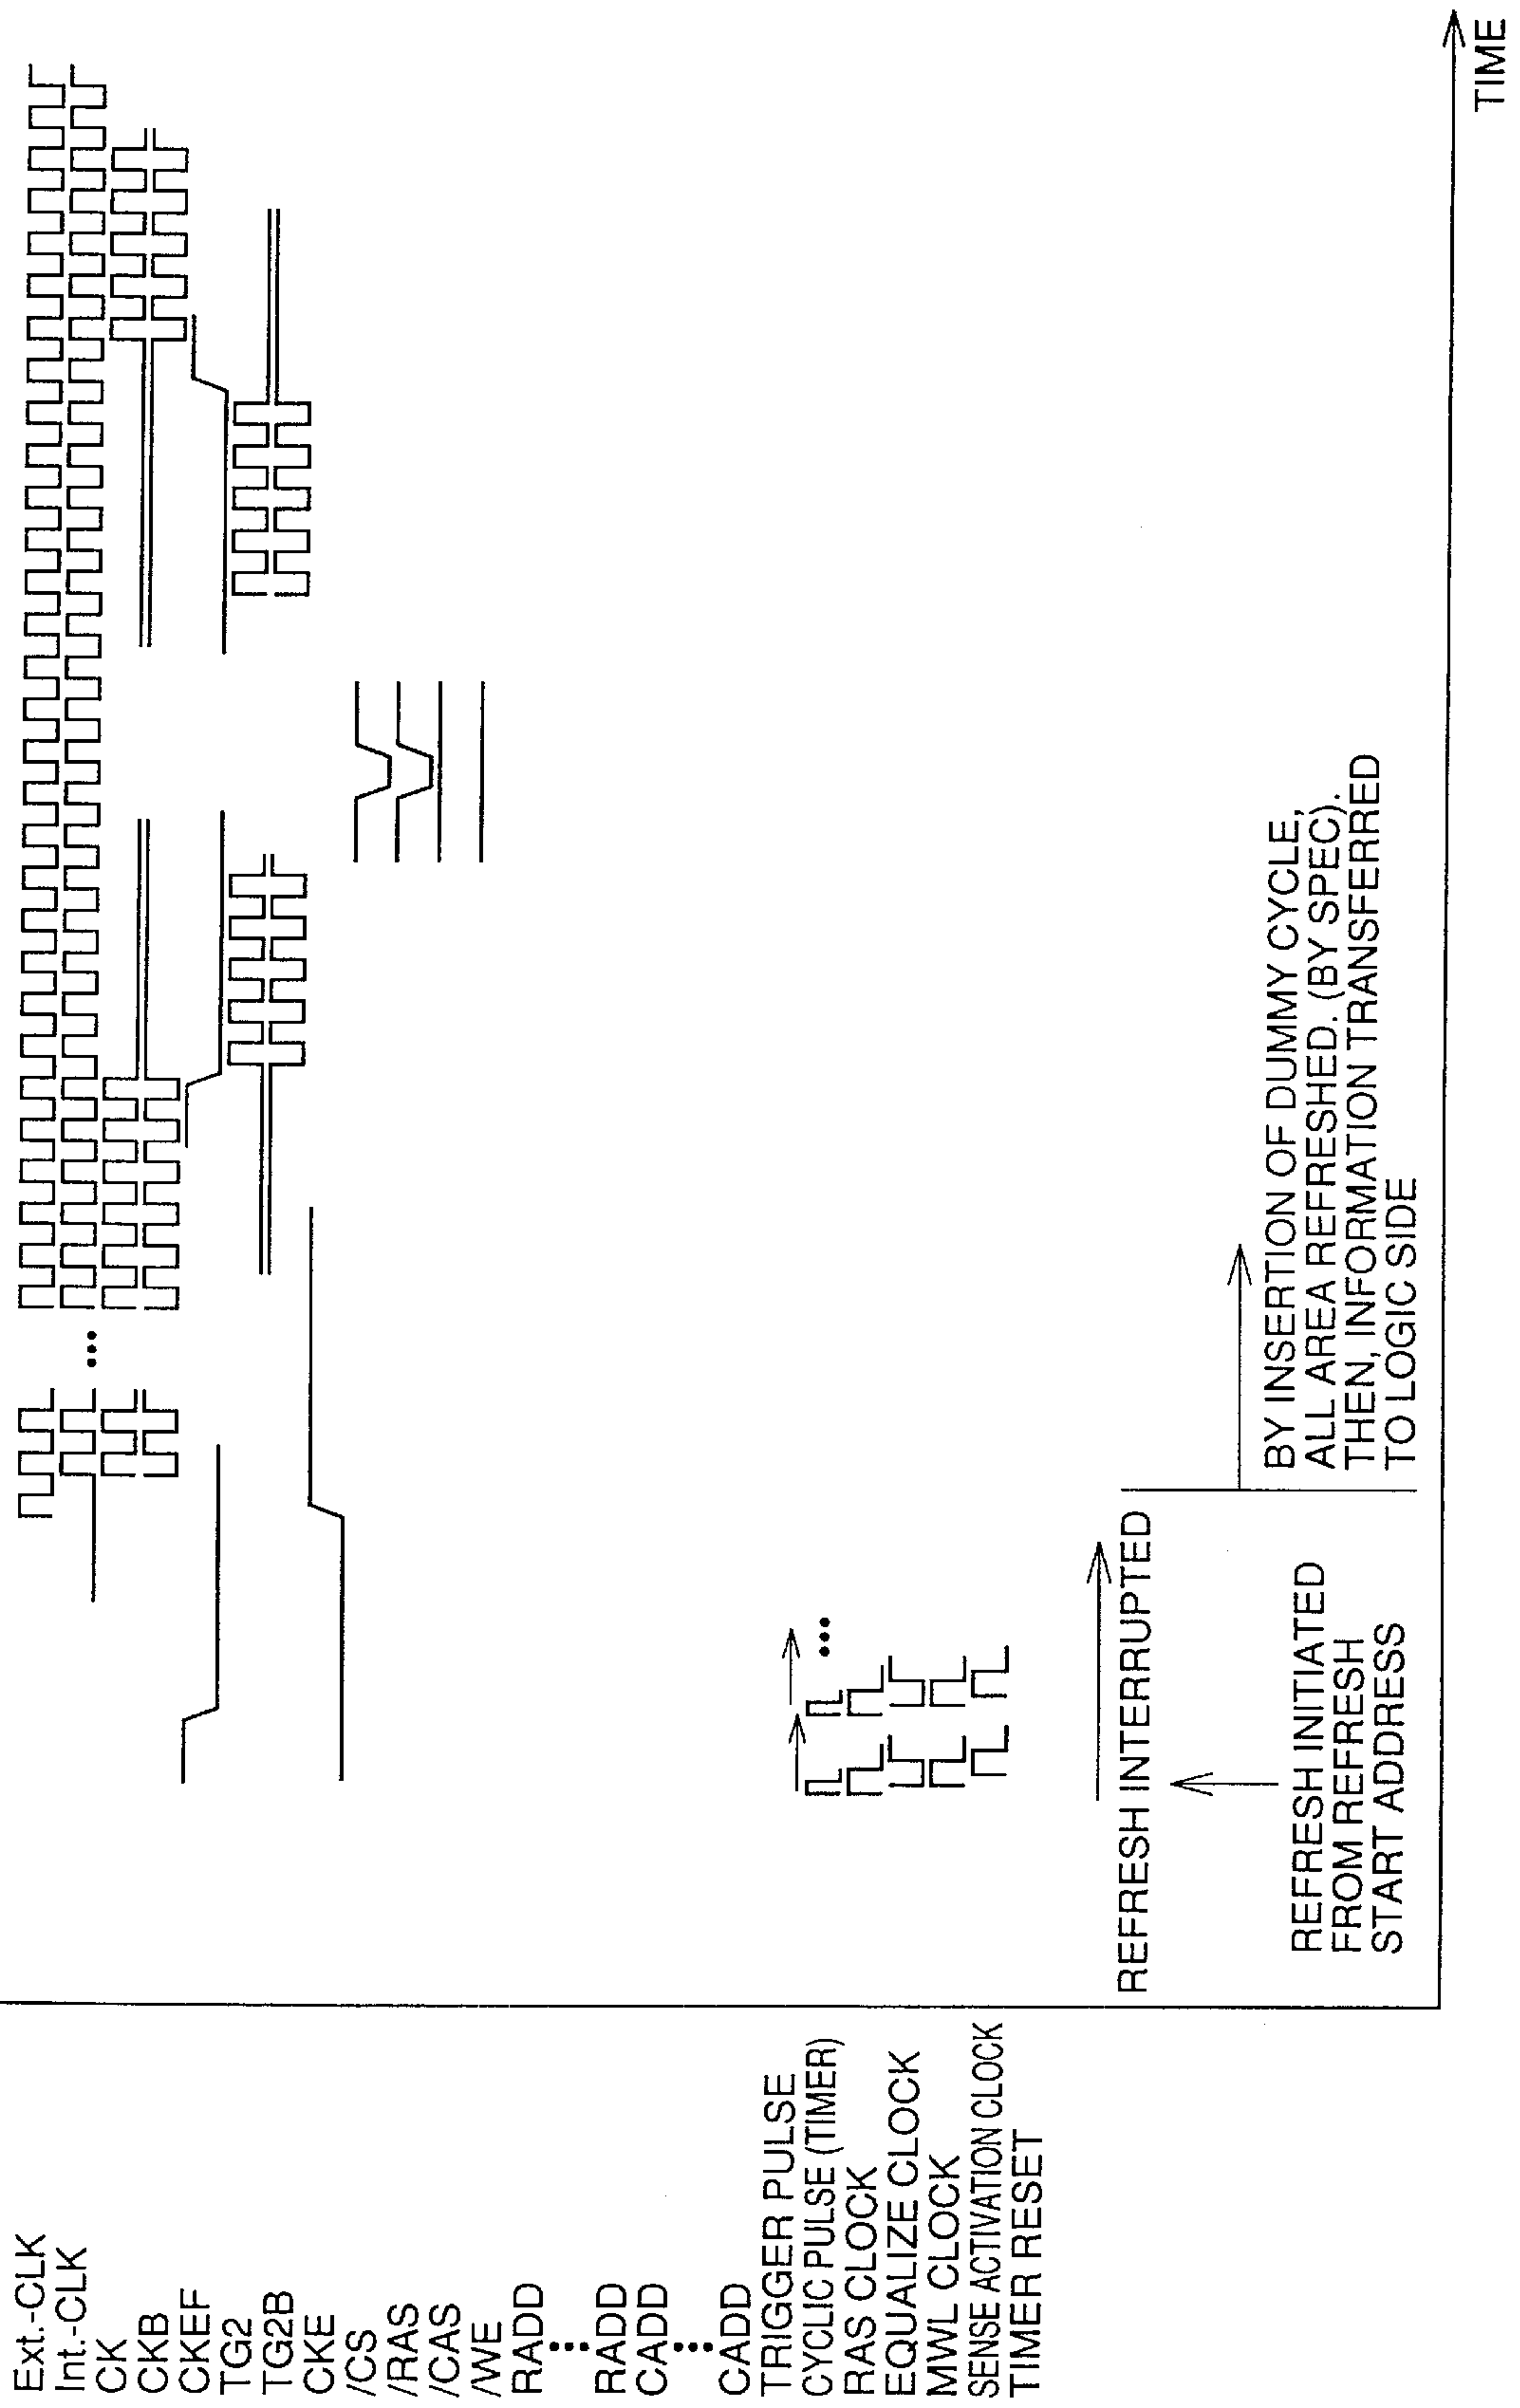 Ext.-CLK
Int.-CLK
CK
CKB
CKEF
TG2
TG2B
CKE
/CS
/RAS
/CAS
/WE
RADD
RADD
CADD
CADD
TRIGGER PULSE
CYCLIC PULSE (TIMER)
RAS CLOCK
EQUALIZE CLOCK
MWL CLOCK
SENSE ACTIVATION CLOCK
TIMER RESET
REFRESH INTERRUPTED
REFRESH INITIATED
FROM REFRESH
START ADDRESS
BY INSERTION OF DUMMY CYCLE,
ALL AREA REFRESHED. (BY SPEC).
THEN, INFORMATION TRANSFERRED
TO LOGIC SIDE
TIME